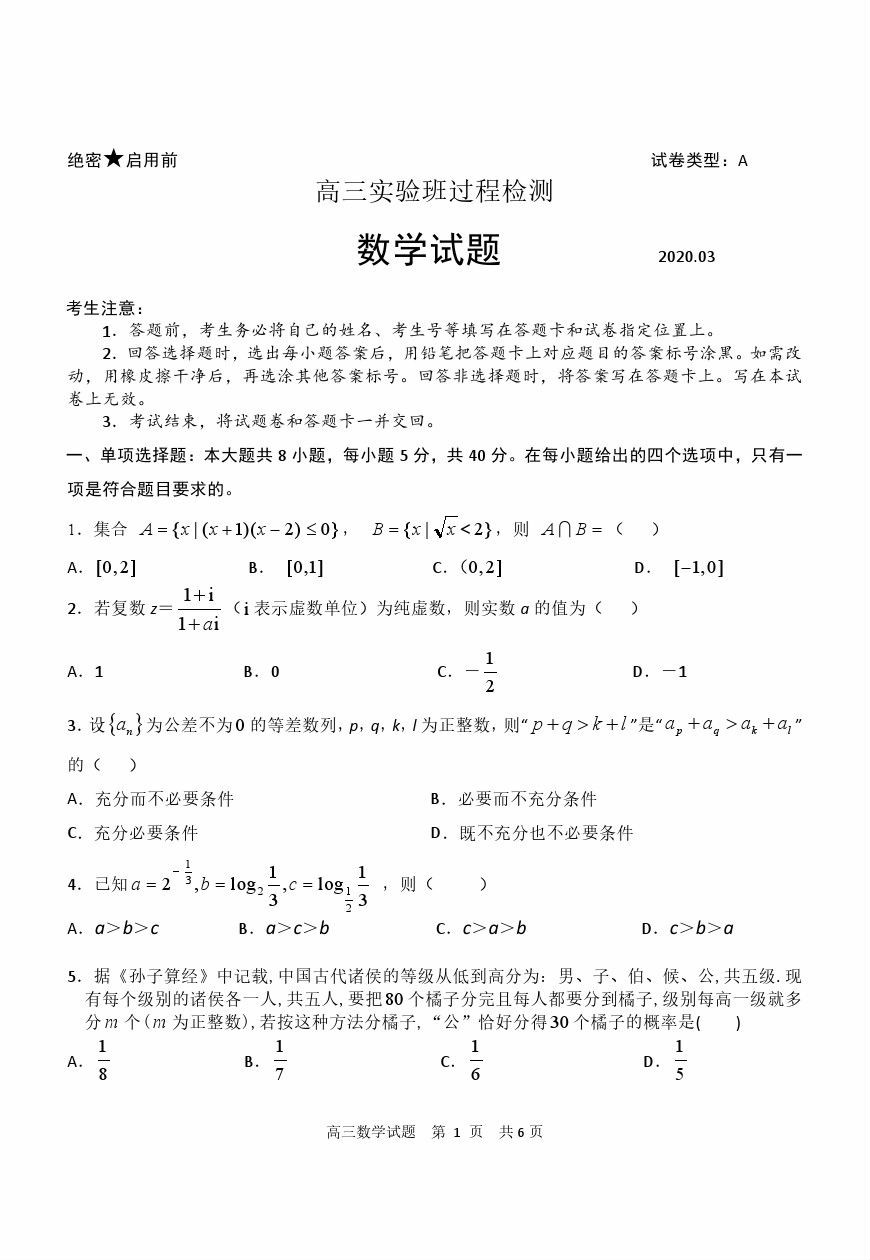 绝密★启用前 试卷类型：A
高三实验班过程检测
数学试题 2020.03
考生注意：
1．答题前，考生务必将自己的姓名、考生号等填写在答题卡和试卷指定位置上。
2．回答选择题时，选出每小题答案后，用铅笔把答题卡上对应题目的答案标号涂黑。如需改
动，用橡皮擦干净后，再选涂其他答案标号。回答非选择题时，将答案写在答题卡上。写在本试
卷上无效。
3．考试结束，将试题卷和答题卡一并交回。
一、单项选择题：本大题共 8 小题，每小题 5 分，共 40 分。在每小题给出的四个选项中，只有一
项是符合题目要求的。
1．集合 A={x|(x+1)(x−2)≤0}， B={x|√x<2}，则 A∩B=（ ）
A．[0,2] B． [0,1] C．（0,2] D． [−1,0]
2．若复数 z＝(1+i)/(1+ai)（i 表示虚数单位）为纯虚数，则实数 a 的值为（ ）
A．1 B．0 C．－1/2 D．－1
3．设{aₙ}为公差不为0 的等差数列，p，q，k，l 为正整数，则“p+q>k+l”是“a_p+a_q>a_k+a_l”
的（ ）
A．充分而不必要条件 B．必要而不充分条件
C．充分必要条件 D．既不充分也不必要条件
4．已知a=2^(−1/3),b=log₂ 1/3,c=log_(1/2) 1/3 ，则（ ）
A．a＞b＞c B．a＞c＞b C．c＞a＞b D．c＞b＞a
5．据《孙子算经》中记载,中国古代诸侯的等级从低到高分为：男、子、伯、候、公,共五级.现
有每个级别的诸侯各一人,共五人,要把80 个橘子分完且每人都要分到橘子,级别每高一级就多
分m 个(m 为正整数),若按这种方法分橘子,“公”恰好分得30 个橘子的概率是( )
A．1/8 B．1/7 C．1/6 D．1/5
高三数学试题 第 1 页 共 6 页